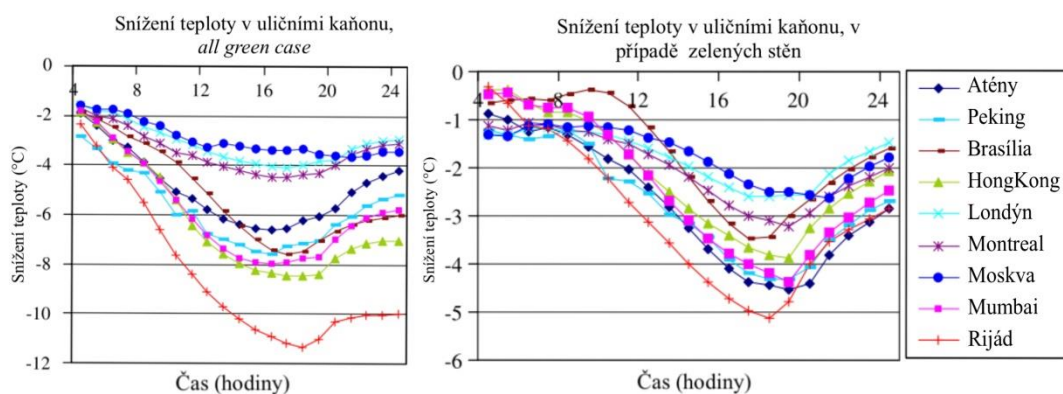 Snížení teploty v uličními kaňonu,
all green case
Snížení teploty (°C)
0
-2
-4
-6
-8
-10
-12
4
8
12
16
20
24
Čas (hodiny)
Snížení teploty v uličními kaňonu, v
případě zelených stěn
Snížení teploty (°C)
0
-1
-2
-3
-4
-5
-6
4
8
12
16
20
24
Čas (hodiny)
Atény
Peking
Brasília
HongKong
Londýn
Montreal
Moskva
Mumbai
Rijád